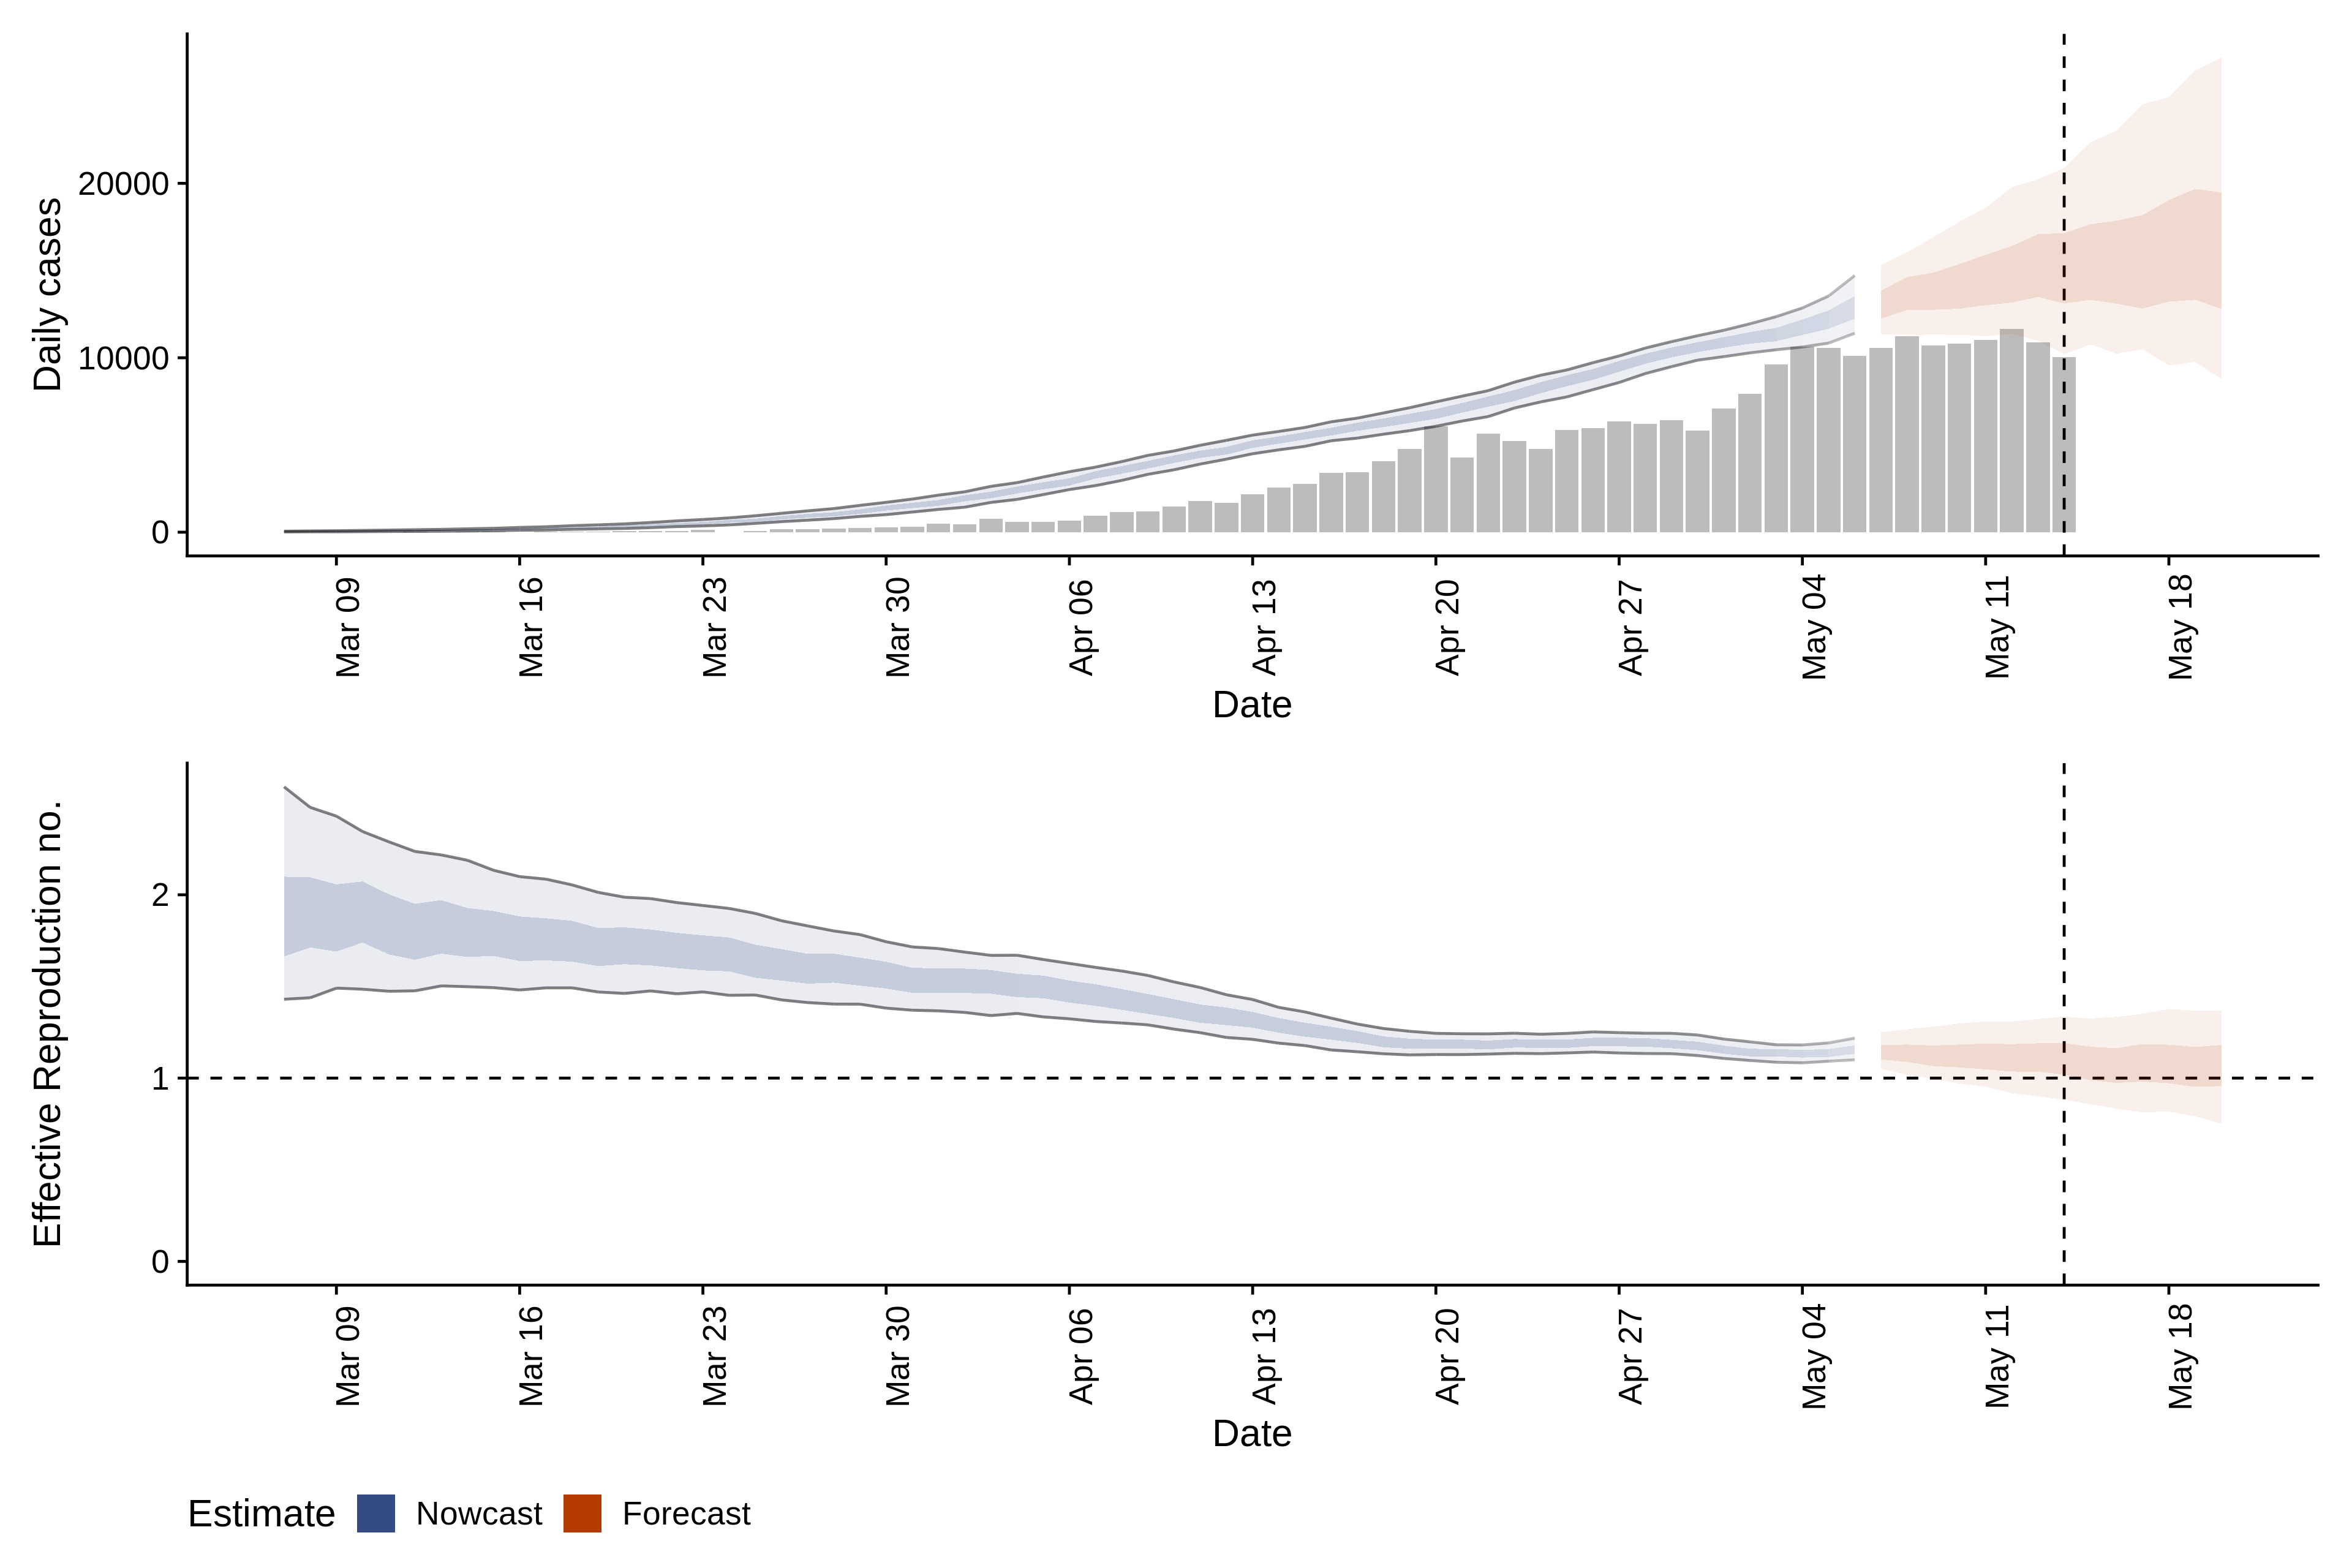 Daily cases
20000
10000
0
Mar 09 Mar 16 Mar 23 Mar 30 Apr 06 Apr 13 Apr 20 Apr 27 May 04 May 11 May 18
Date
Effective Reproduction no.
2
1
0
Mar 09 Mar 16 Mar 23 Mar 30 Apr 06 Apr 13 Apr 20 Apr 27 May 04 May 11 May 18
Date
Estimate Nowcast Forecast